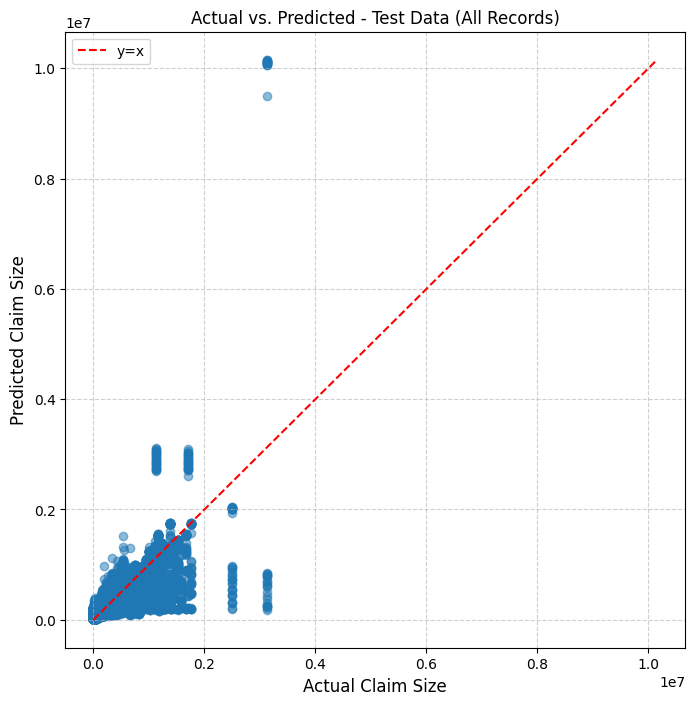 Actual vs. Predicted - Test Data (All Records)
1e7
y=x
1.0
0.8
0.6
0.4
0.2
0.0
Predicted Claim Size
0.0 0.2 0.4 0.6 0.8 1.0
1e7
Actual Claim Size